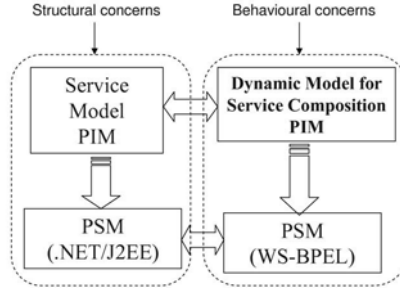 Structural concerns
Behavioural concerns
Service
Model
PIM
Dynamic Model for
Service Composition
PIM
PSM
(.NET/J2EE)
PSM
(WS-BPEL)